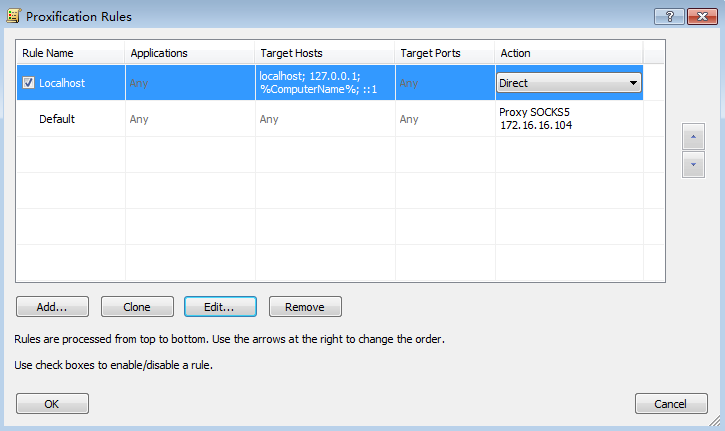 Proxification Rules
Rule Name Applications Target Hosts Target Ports Action
Localhost Any localhost; 127.0.0.1; Any Direct
%ComputerName%; ::1
Default Any Any Any Proxy SOCKS5
172.16.16.104
Add... Clone Edit... Remove
Rules are processed from top to bottom. Use the arrows at the right to change the order.
Use check boxes to enable/disable a rule.
OK Cancel